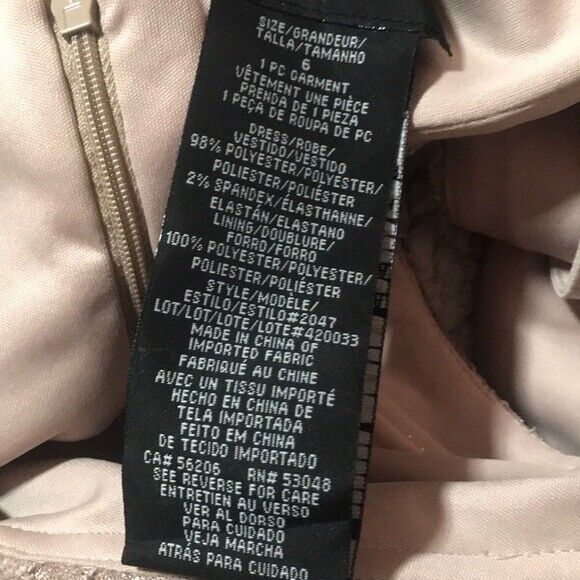 SIZE/GRANDEUR/
TALLA/TAMANHO
6
1 PC GARMENT
VÊTEMENT UNE PIÈCE
PRENDA DE 1 PIEZA
1 PEÇA DE ROUPA DE PC
DRESS/ROBE/
VESTIDO/VESTIDO
98% POLYESTER/POLYESTER/
POLIESTER/POLIÉSTER
2% SPANDEX/ÉLASTHANNE/
ELASTÁN/ELASTANO
LINING/DOUBLURE/
FORRO/FORRO
100% POLYESTER/POLYESTER/
POLIESTER/POLIÉSTER
STYLE/MODÈLE/
ESTILO/ESTILO#2047
LOT/LOT/LOTE/LOTE#420033
MADE IN CHINA OF
IMPORTED FABRIC
FABRIQUÉ AU CHINE
AVEC UN TISSU IMPORTÉ
HECHO EN CHINA DE
TELA IMPORTADA
FEITO EM CHINA
DE TECIDO IMPORTADO
CA# 56206 RN# 53048
SEE REVERSE FOR CARE
ENTRETIEN AU VERSO
VER AL DORSO
PARA CUIDADO
VEJA MARCHA
ATRÁS PARA CUIDADO